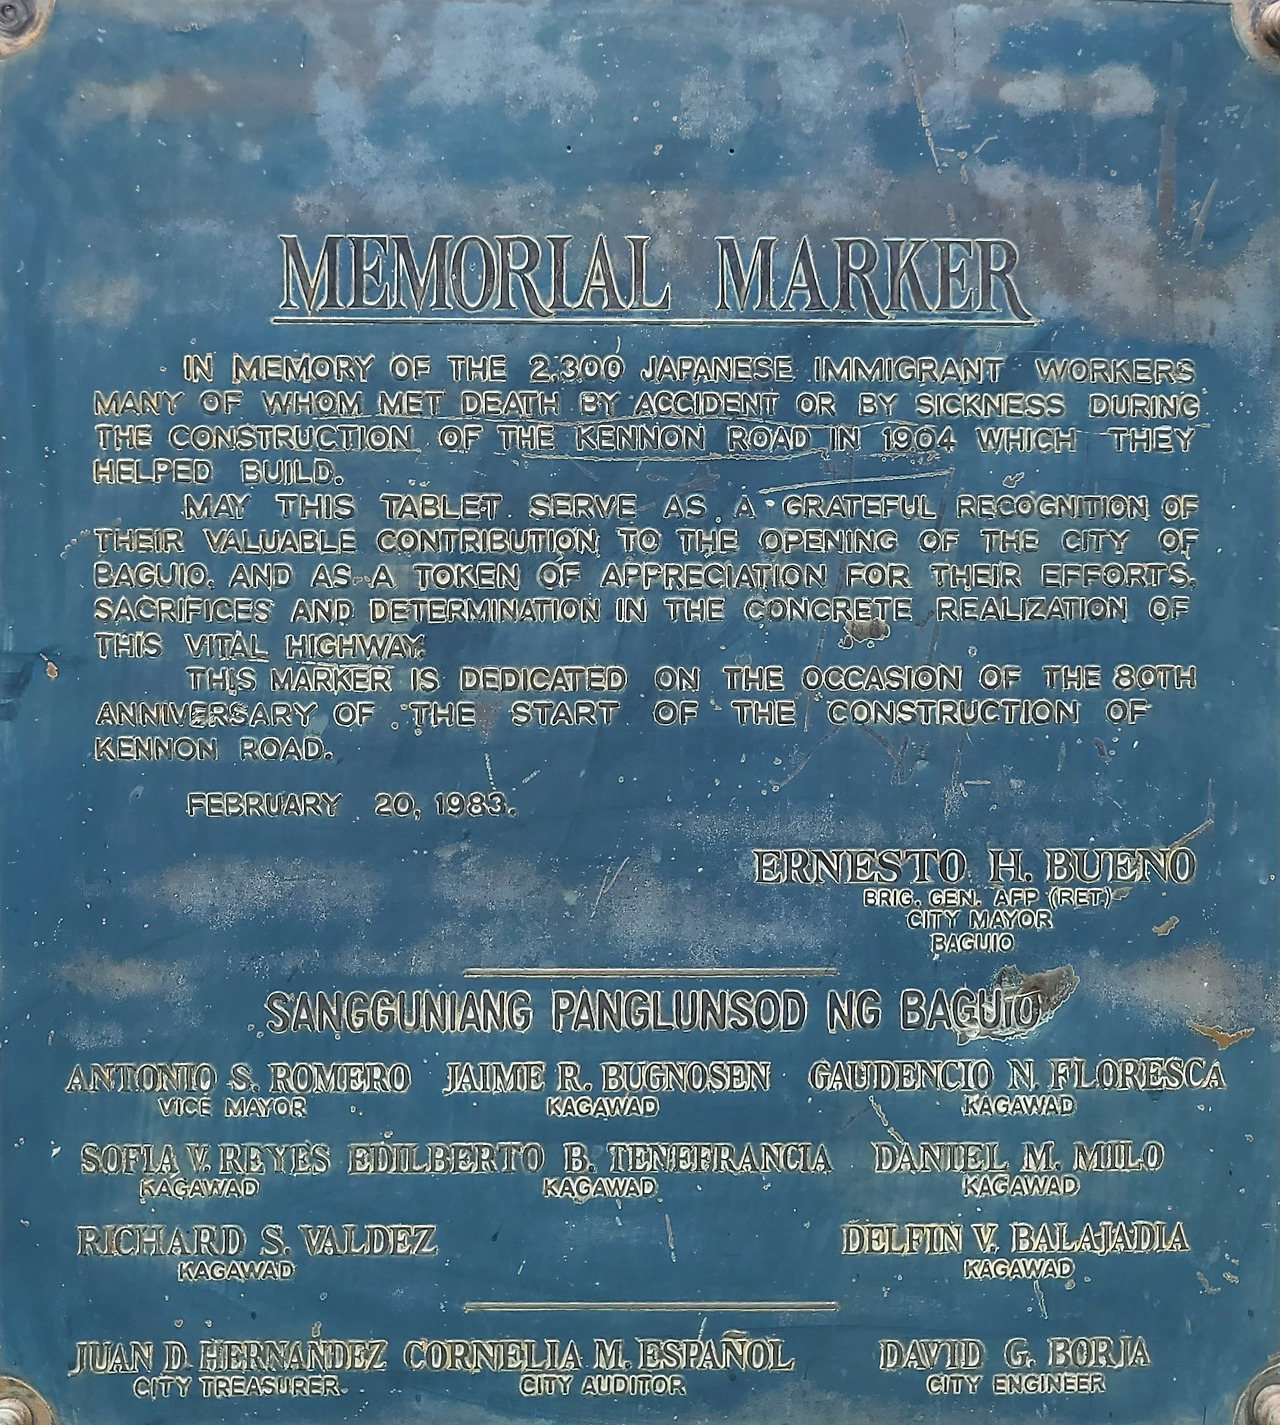 MEMORIAL MARKER
IN MEMORY OF THE 2,300 JAPANESE IMMIGRANT WORKERS
MANY OF WHOM MET DEATH BY ACCIDENT OR BY SICKNESS DURING
THE CONSTRUCTION OF THE KENNON ROAD IN 1904 WHICH THEY
HELPED BUILD.
MAY THIS TABLET SERVE AS A GRATEFUL RECOGNITION OF
THEIR VALUABLE CONTRIBUTION TO THE OPENING OF THE CITY OF
BAGUIO, AND AS A TOKEN OF APPRECIATION FOR THEIR EFFORTS,
SACRIFICES AND DETERMINATION IN THE CONCRETE REALIZATION OF
THIS VITAL HIGHWAY.
THIS MARKER IS DEDICATED ON THE OCCASION OF THE 80TH
ANNIVERSARY OF THE START OF THE CONSTRUCTION OF
KENNON ROAD.
FEBRUARY 20, 1983.
ERNESTO H. BUENO
BRIG. GEN. AFP (RET.)
CITY MAYOR
BAGUIO
SANGGUNIANG PANGLUNSOD NG BAGUIO
ANTONIO S. ROMERO JAIME R. BUGNOSEN GAUDENCIO N. FLORESCA
VICE MAYOR KAGAWAD KAGAWAD
SOFIA V. REYES EDILBERTO B. TENEFRANCIA DANIEL M. MILO
KAGAWAD KAGAWAD KAGAWAD
RICHARD S. VALDEZ DELFIN V. BALAJADIA
KAGAWAD KAGAWAD
JUAN D. HERNANDEZ CORNELIA M. ESPAÑOL DAVID G. BORJA
CITY TREASURER CITY AUDITOR CITY ENGINEER